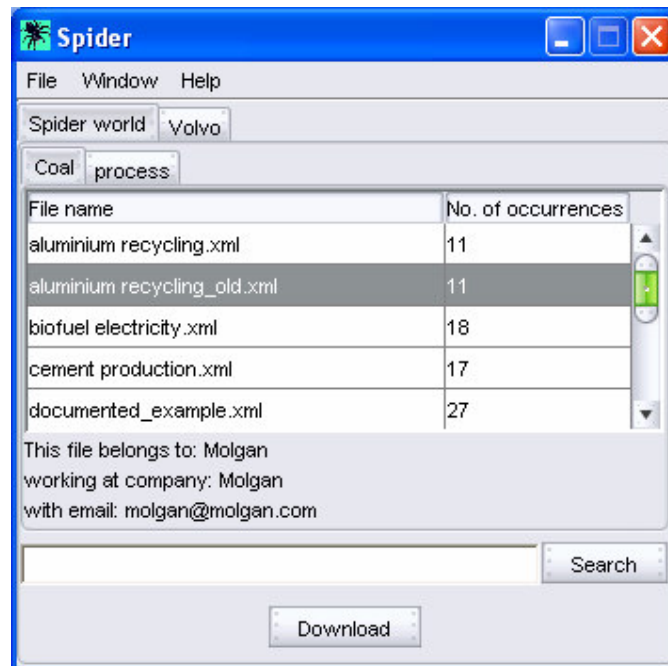 Spider
File Window Help
Spider world Volvo
Coal process
File name No. of occurrences
aluminium recycling.xml 11
aluminium recycling_old.xml 11
biofuel electricity.xml 18
cement production.xml 17
documented_example.xml 27
This file belongs to: Molgan
working at company: Molgan
with email: molgan@molgan.com
Search
Download